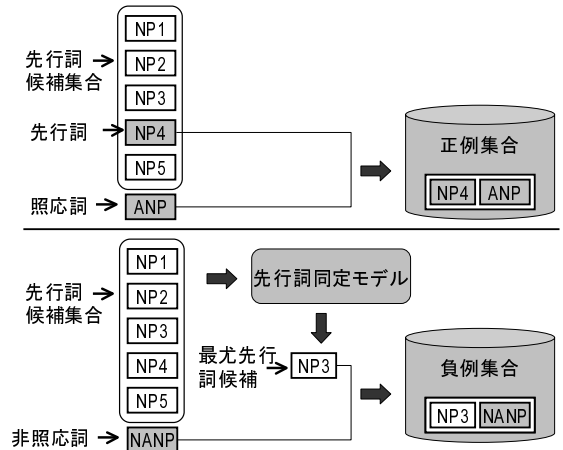 NP1
先行詞
候補集合
NP2
NP3
先行詞
NP4
NP5
照応詞
ANP
正例集合
NP4
ANP
NP1
先行詞
候補集合
NP2
NP3
NP4
NP5
非照応詞
NANP
先行詞同定モデル
最尤先行
詞候補
NP3
負例集合
NP3
NANP